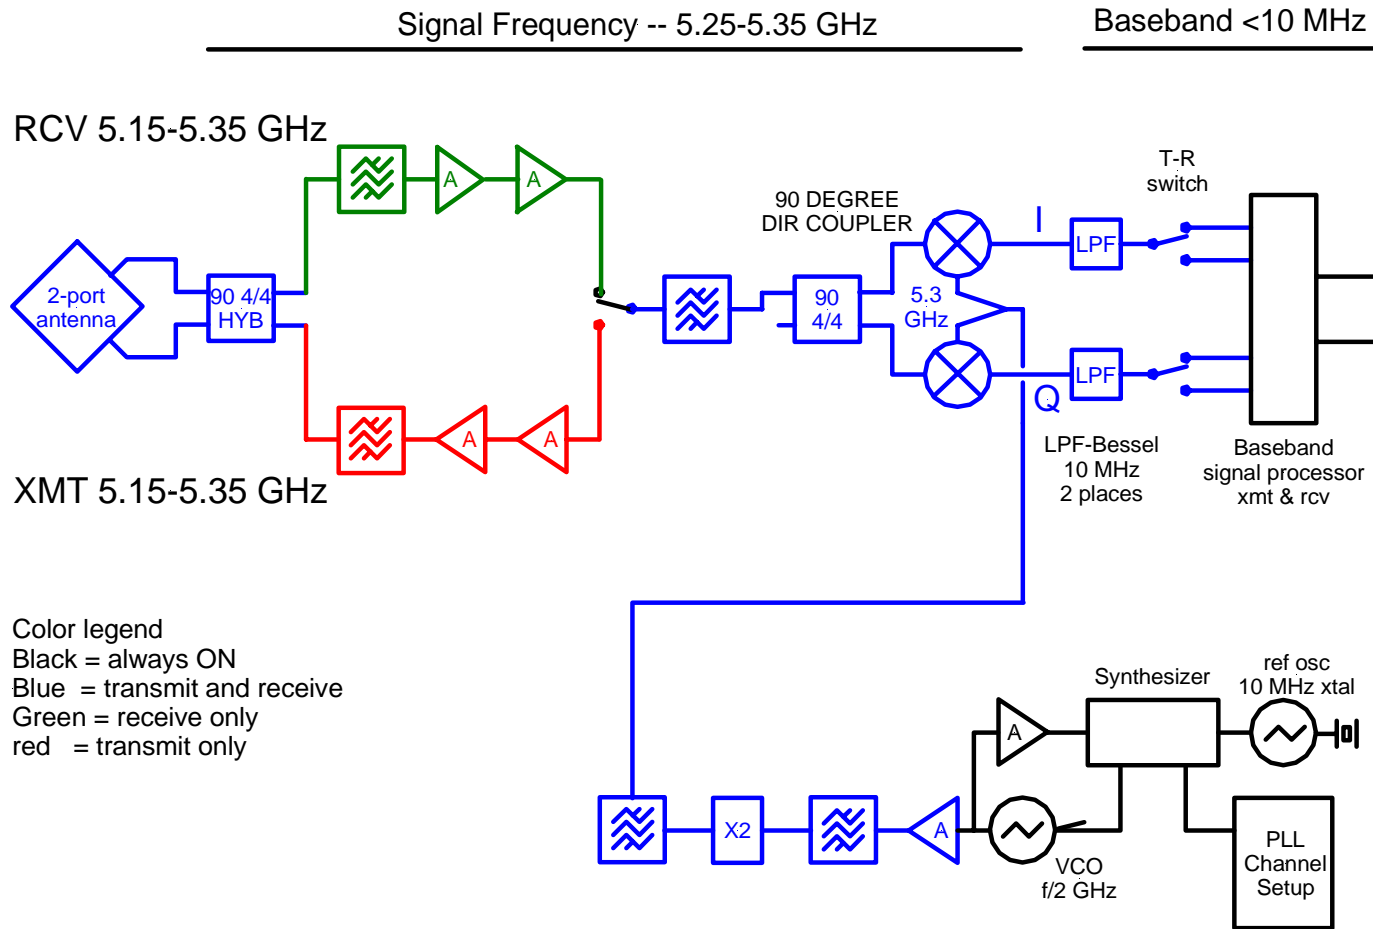 Signal Frequency -- 5.25-5.35 GHz
Baseband <10 MHz
RCV 5.15-5.35 GHz
A
A
T-R
switch
90 DEGREE
DIR COUPLER
I
LPF
2-port
antenna
90 4/4
HYB
90
4/4
5.3
GHz
LPF
Q
A
A
XMT 5.15-5.35 GHz
LPF-Bessel
10 MHz
2 places
Baseband
signal processor
xmt & rcv
Color legend
Black = always ON
Blue = transmit and receive
Green = receive only
red = transmit only
Synthesizer
ref osc
10 MHz xtal
A
X2
A
VCO
f/2 GHz
PLL
Channel
Setup